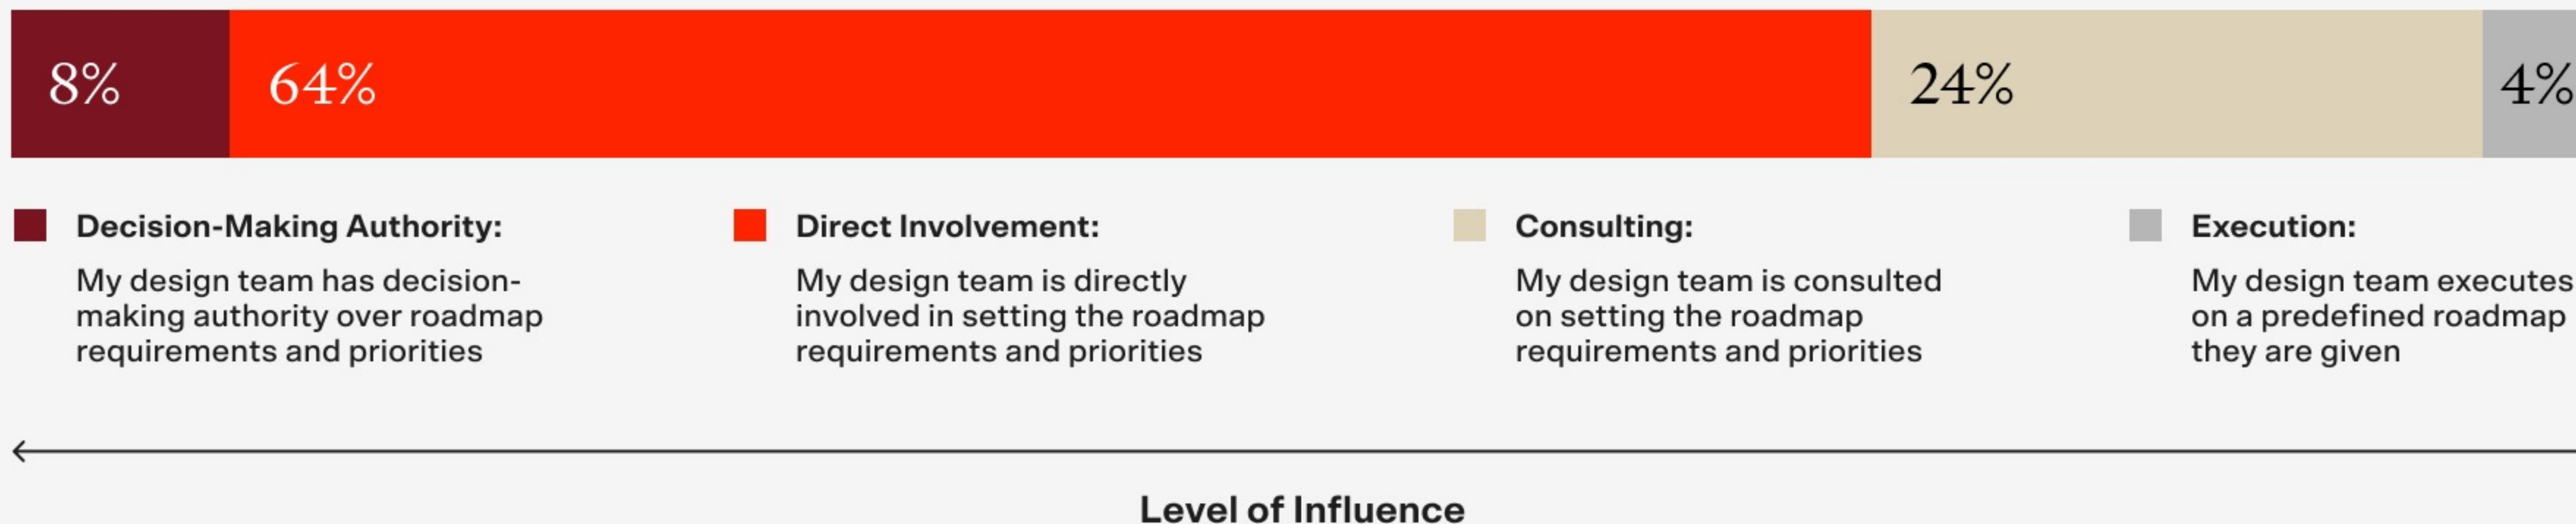 8%
64%
24%
4%
Decision-Making Authority:
My design team has decision-
making authority over roadmap
requirements and priorities
Direct Involvement:
My design team is directly
involved in setting the roadmap
requirements and priorities
Consulting:
My design team is consulted
on setting the roadmap
requirements and priorities
Execution:
My design team executes
on a predefined roadmap
they are given
Level of Influence